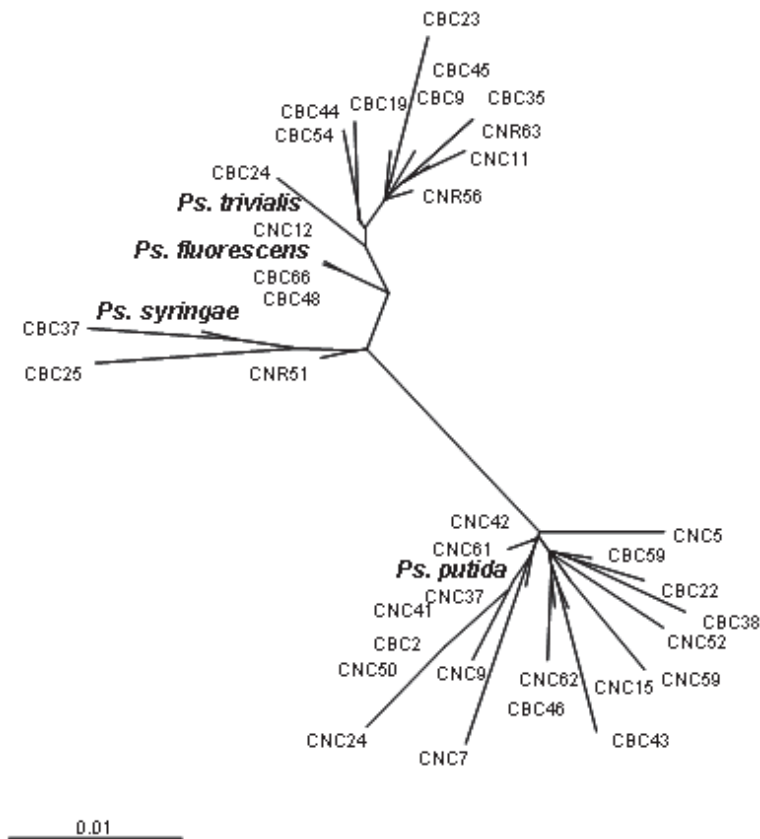 CBC23
CBC45
CBC44 CBC19 CBC9 CBC35
CBC54 CNR63
CNC11
CBC24
Ps. trivialis CNR56
CNC12
Ps. fluorescens
CBC66
CBC48
Ps. syringae
CBC37
CBC25 CNR51
CNC42
CNC5
CNC61 CBC59
Ps. putida
CNC37 CBC22
CNC41
CBC38
CBC2 CNC52
CNC50 CNC9 CNC62 CNC15 CNC59
CBC46
CNC24 CBC43
CNC7
0.01